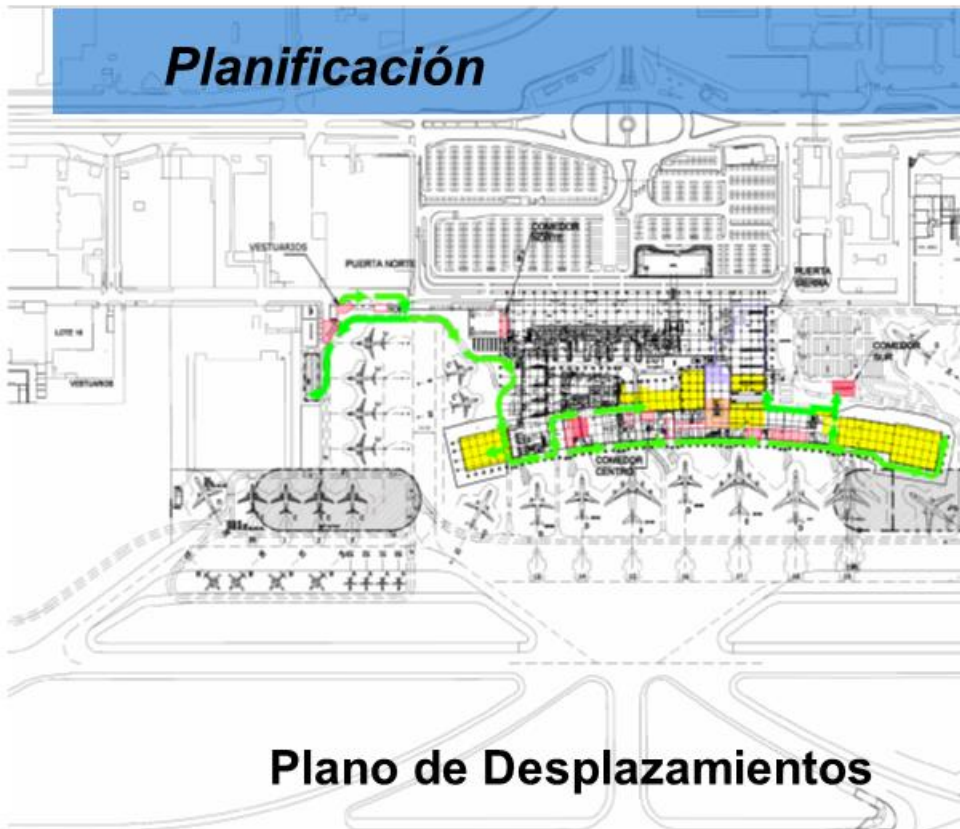 Planificación
COMEDOR
NORTE
VESTUARIOS
PUERTA NORTE
PUERTA
SIERRA
LOTE 16
COMEDOR
SUR
VESTUARIOS
COMEDOR
CENTRO
Plano de Desplazamientos